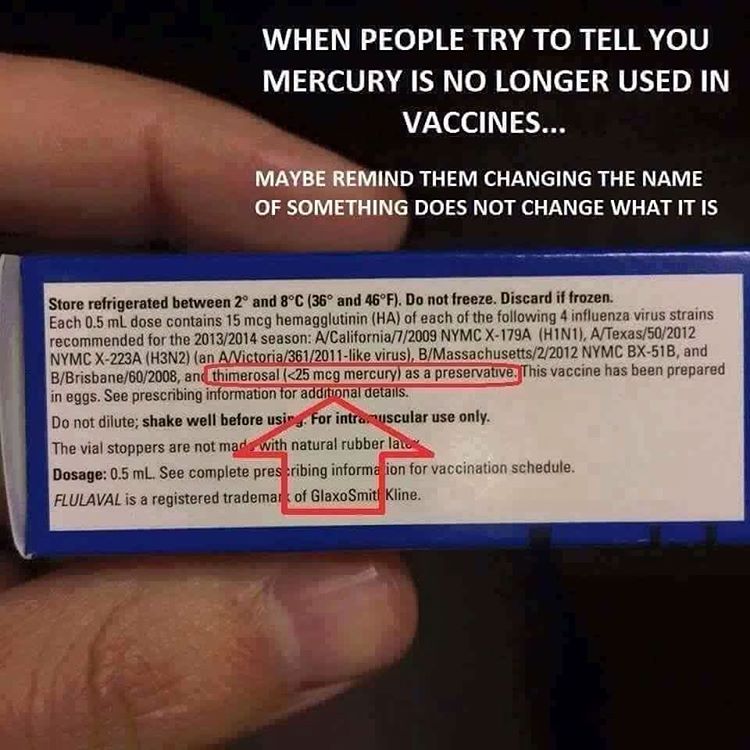 WHEN PEOPLE TRY TO TELL YOU
MERCURY IS NO LONGER USED IN
VACCINES...
MAYBE REMIND THEM CHANGING THE NAME
OF SOMETHING DOES NOT CHANGE WHAT IT IS
Store refrigerated between 2° and 8°C (36° and 46°F). Do not freeze. Discard if frozen.
Each 0.5 mL dose contains 15 mcg hemagglutinin (HA) of each of the following 4 influenza virus strains
recommended for the 2013/2014 season: A/California/7/2009 NYMC X-179A (H1N1), A/Texas/50/2012
NYMC X-223A (H3N2) (an A/Victoria/361/2011-like virus), B/Massachusetts/2/2012 NYMC BX-51B, and
B/Brisbane/60/2008, and thimerosal (<25 mcg mercury) as a preservative. This vaccine has been prepared
in eggs. See prescribing information for additional details.
Do not dilute; shake well before using. For intramuscular use only.
The vial stoppers are not made with natural rubber latex.
Dosage: 0.5 mL. See complete prescribing information for vaccination schedule.
FLULAVAL is a registered trademark of GlaxoSmithKline.